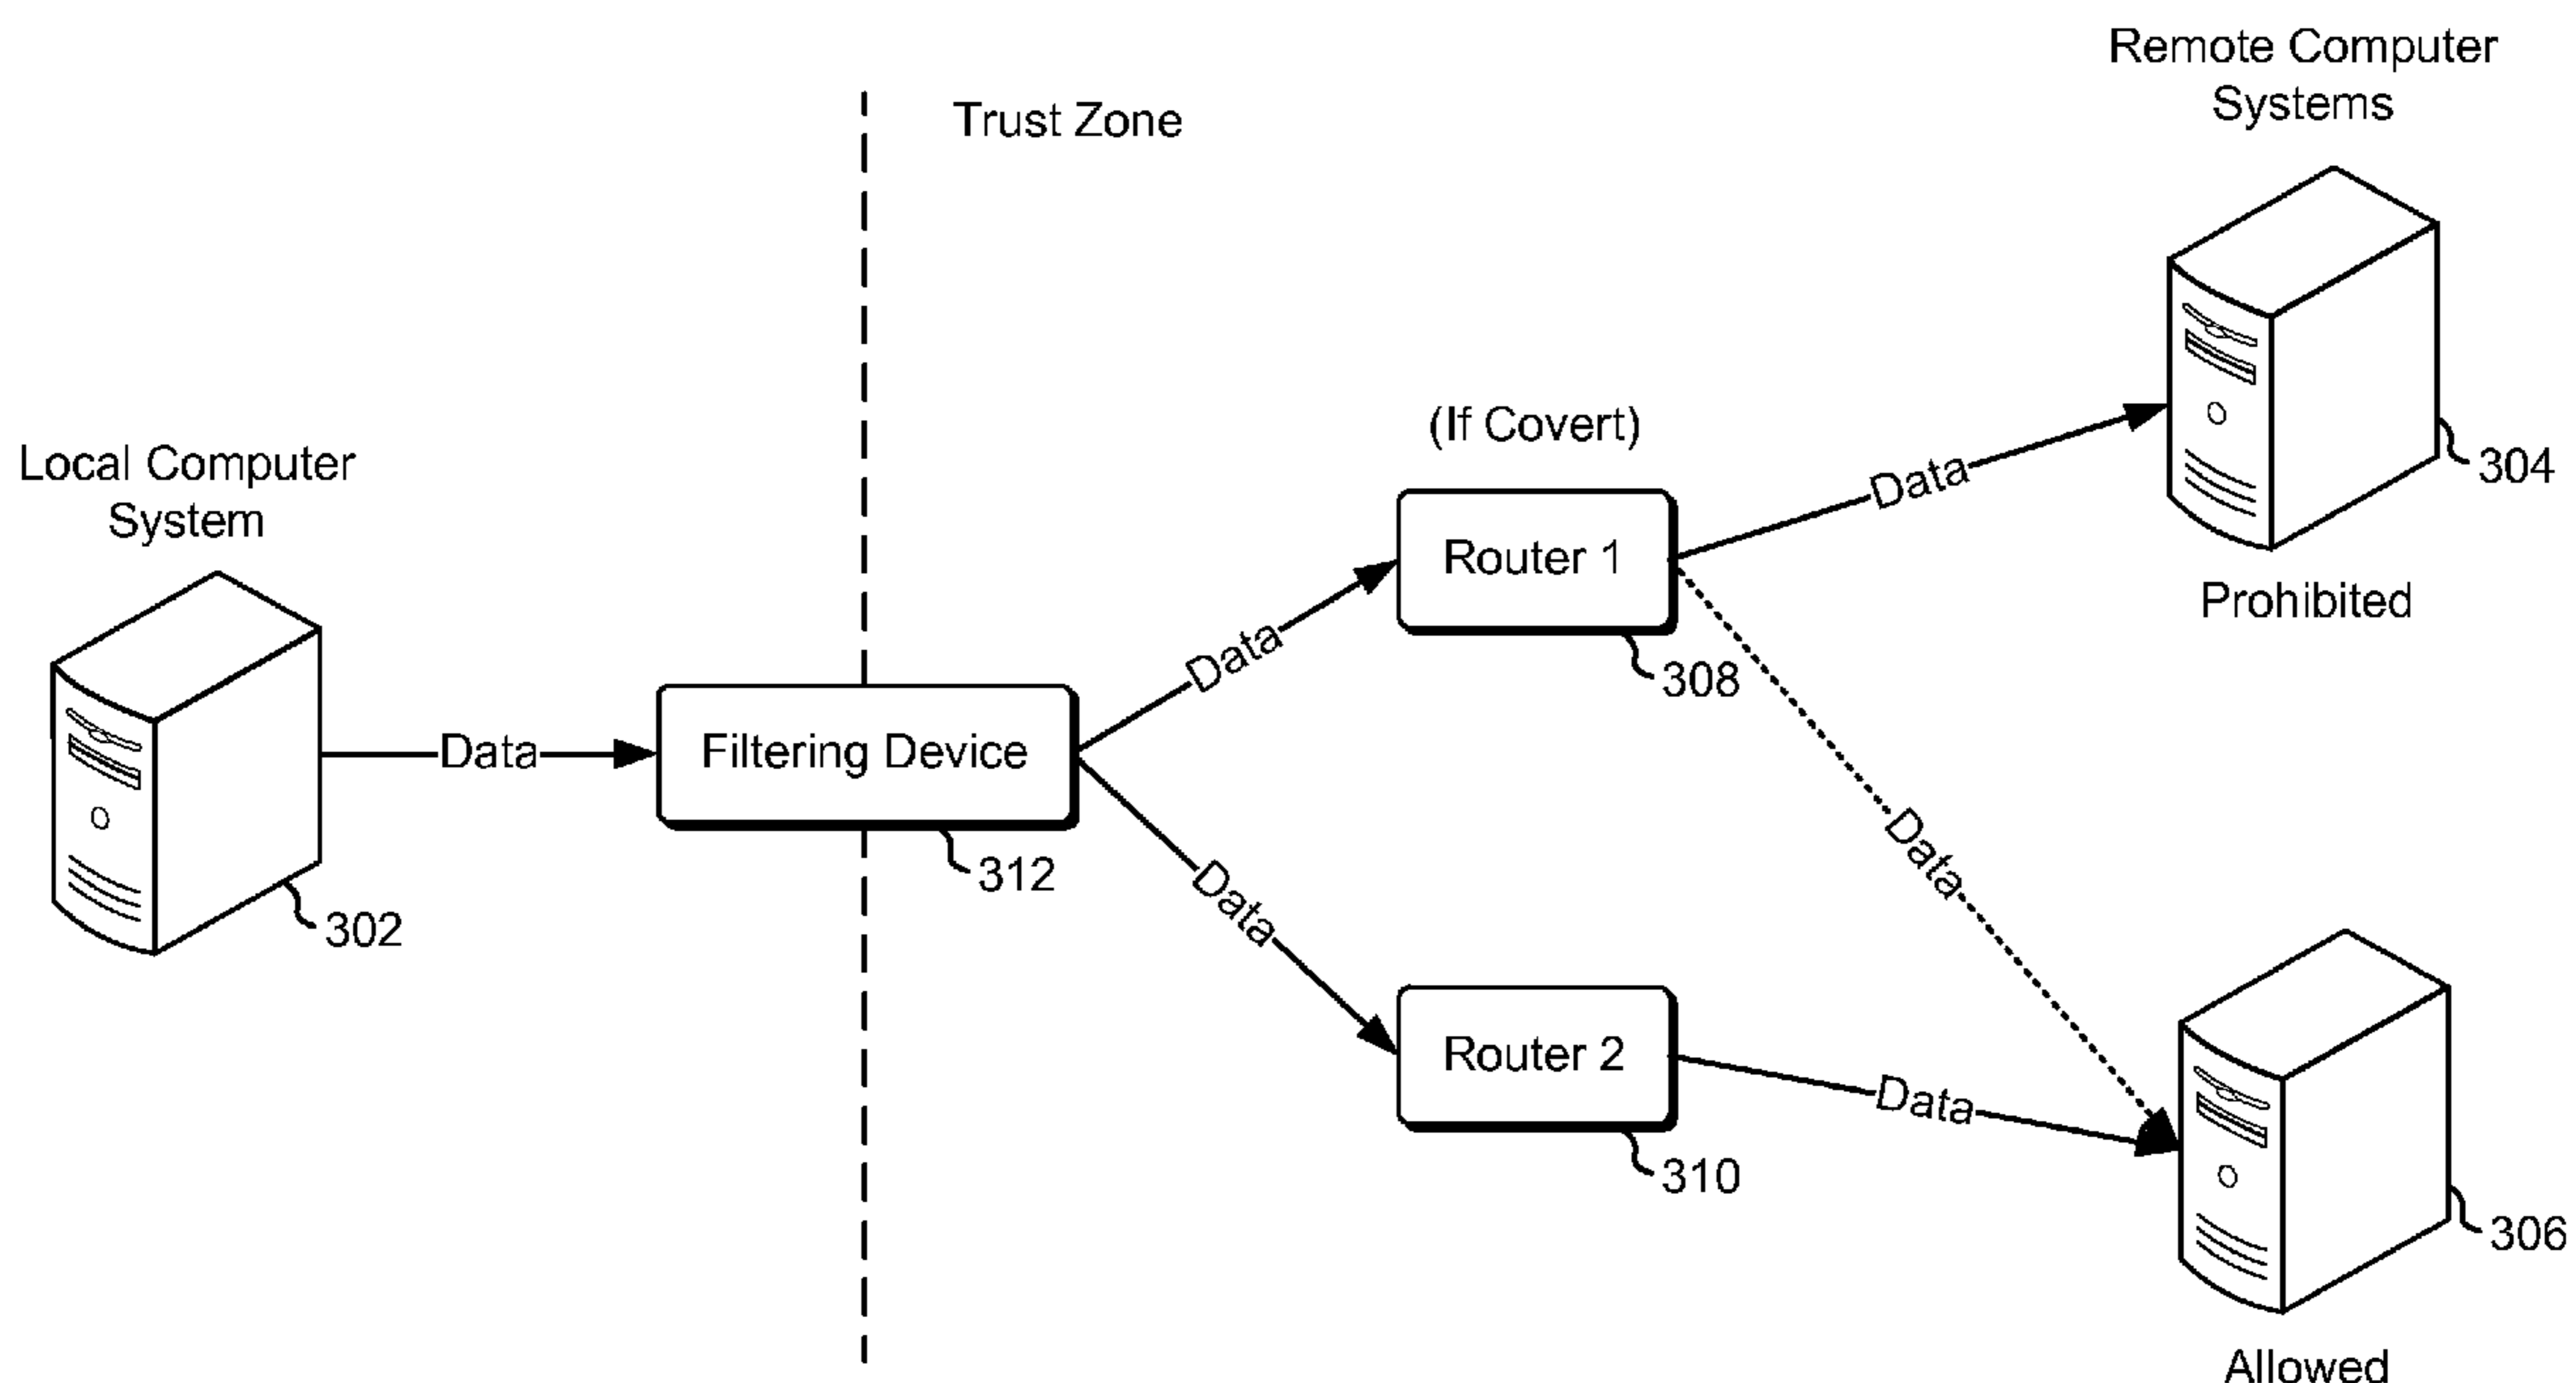 Remote Computer
Systems
Trust Zone
(If Covert)
Local Computer
System
Data
304
Router 1
Prohibited
Data
308
Data
Filtering Device
Data
312
Data
302
Router 2
Data
310
306
Allowed